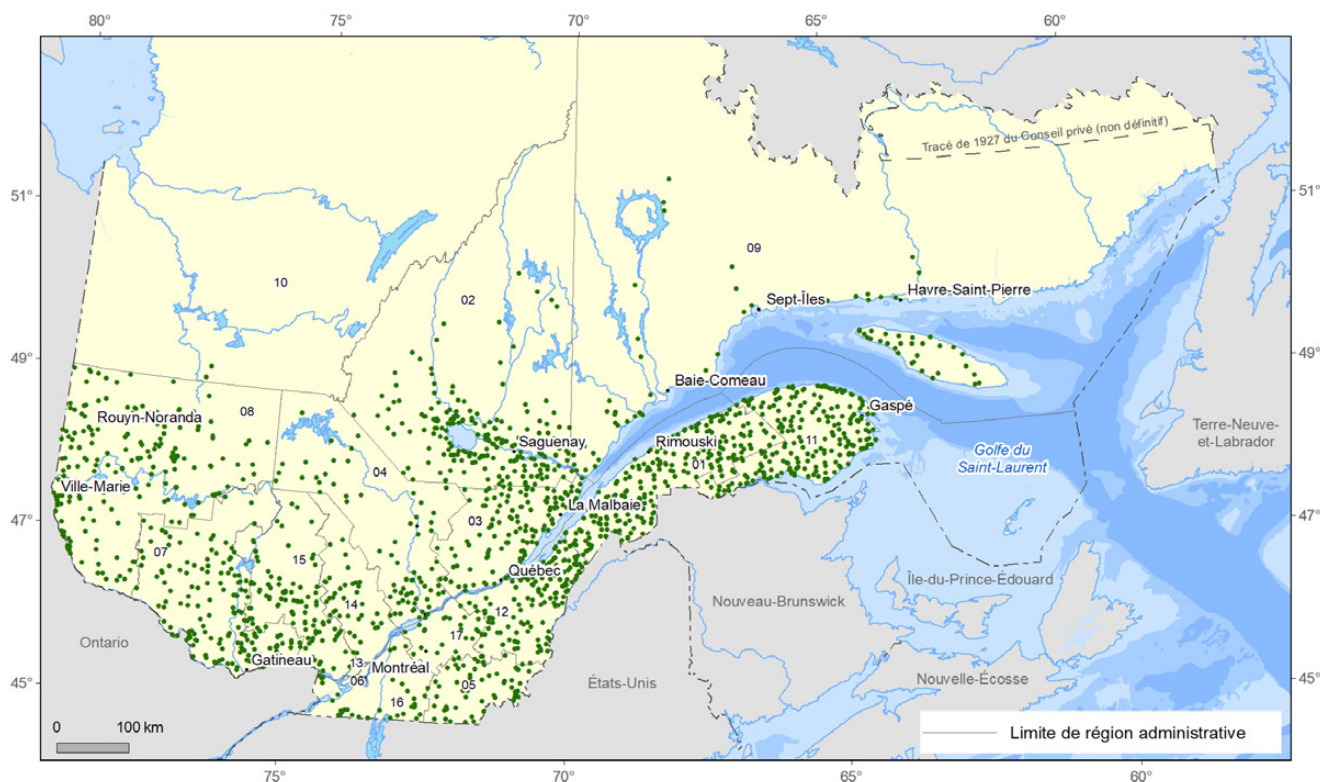 80°
75°
70°
65°
60°
Tracé de 1927 du Conseil privé (non définitif)
51°
51°
09
10
02
Sept-Îles
Havre-Saint-Pierre
49°
49°
Baie-Comeau
Gaspé
Rouyn-Noranda
08
Saguenay
Rimouski
11
Terre-Neuve-
et-Labrador
01
Golfe du
Saint-Laurent
04
Ville-Marie
La Malbaie
47°
47°
03
07
15
Québec
Île-du-Prince-Édouard
14
12
Nouveau-Brunswick
17
Ontario
Gatineau
13
Montréal
06
05
États-Unis
Nouvelle-Écosse
45°
45°
16
0
100 km
Limite de région administrative
75°
70°
65°
60°